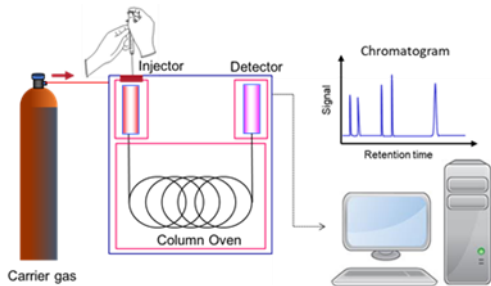 Injector
Detector
Chromatogram
Signal
Retention time
Column Oven
Carrier gas